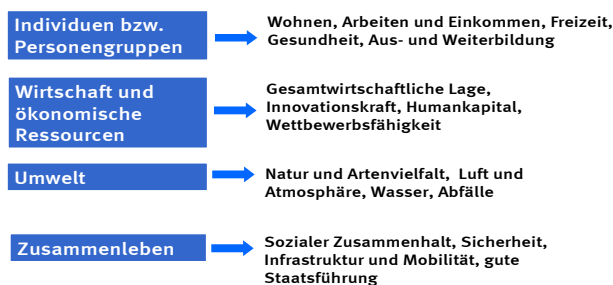 Individuen bzw.
Personengruppen
Wohnen, Arbeiten und Einkommen, Freizeit,
Gesundheit, Aus- und Weiterbildung
Wirtschaft und
ökonomische
Ressourcen
Gesamtwirtschaftliche Lage,
Innovationskraft, Humankapital,
Wettbewerbsfähigkeit
Umwelt
Natur und Artenvielfalt, Luft und
Atmosphäre, Wasser, Abfälle
Zusammenleben
Sozialer Zusammenhalt, Sicherheit,
Infrastruktur und Mobilität, gute
Staatsführung